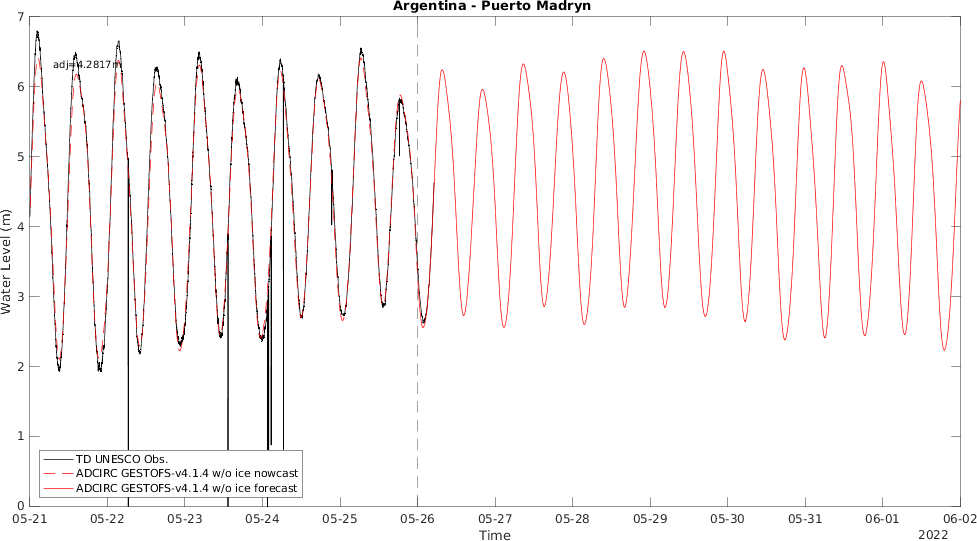 Argentina - Puerto Madryn
7
6
5
4
3
2
1
0
Water Level (m)
adj=4.2817m
TD UNESCO Obs.
ADCIRC GESTOFS-v4.1.4 w/o ice nowcast
ADCIRC GESTOFS-v4.1.4 w/o ice forecast
05-21 05-22 05-23 05-24 05-25 05-26 05-27 05-28 05-29 05-30 05-31 06-01 06-02
Time
2022